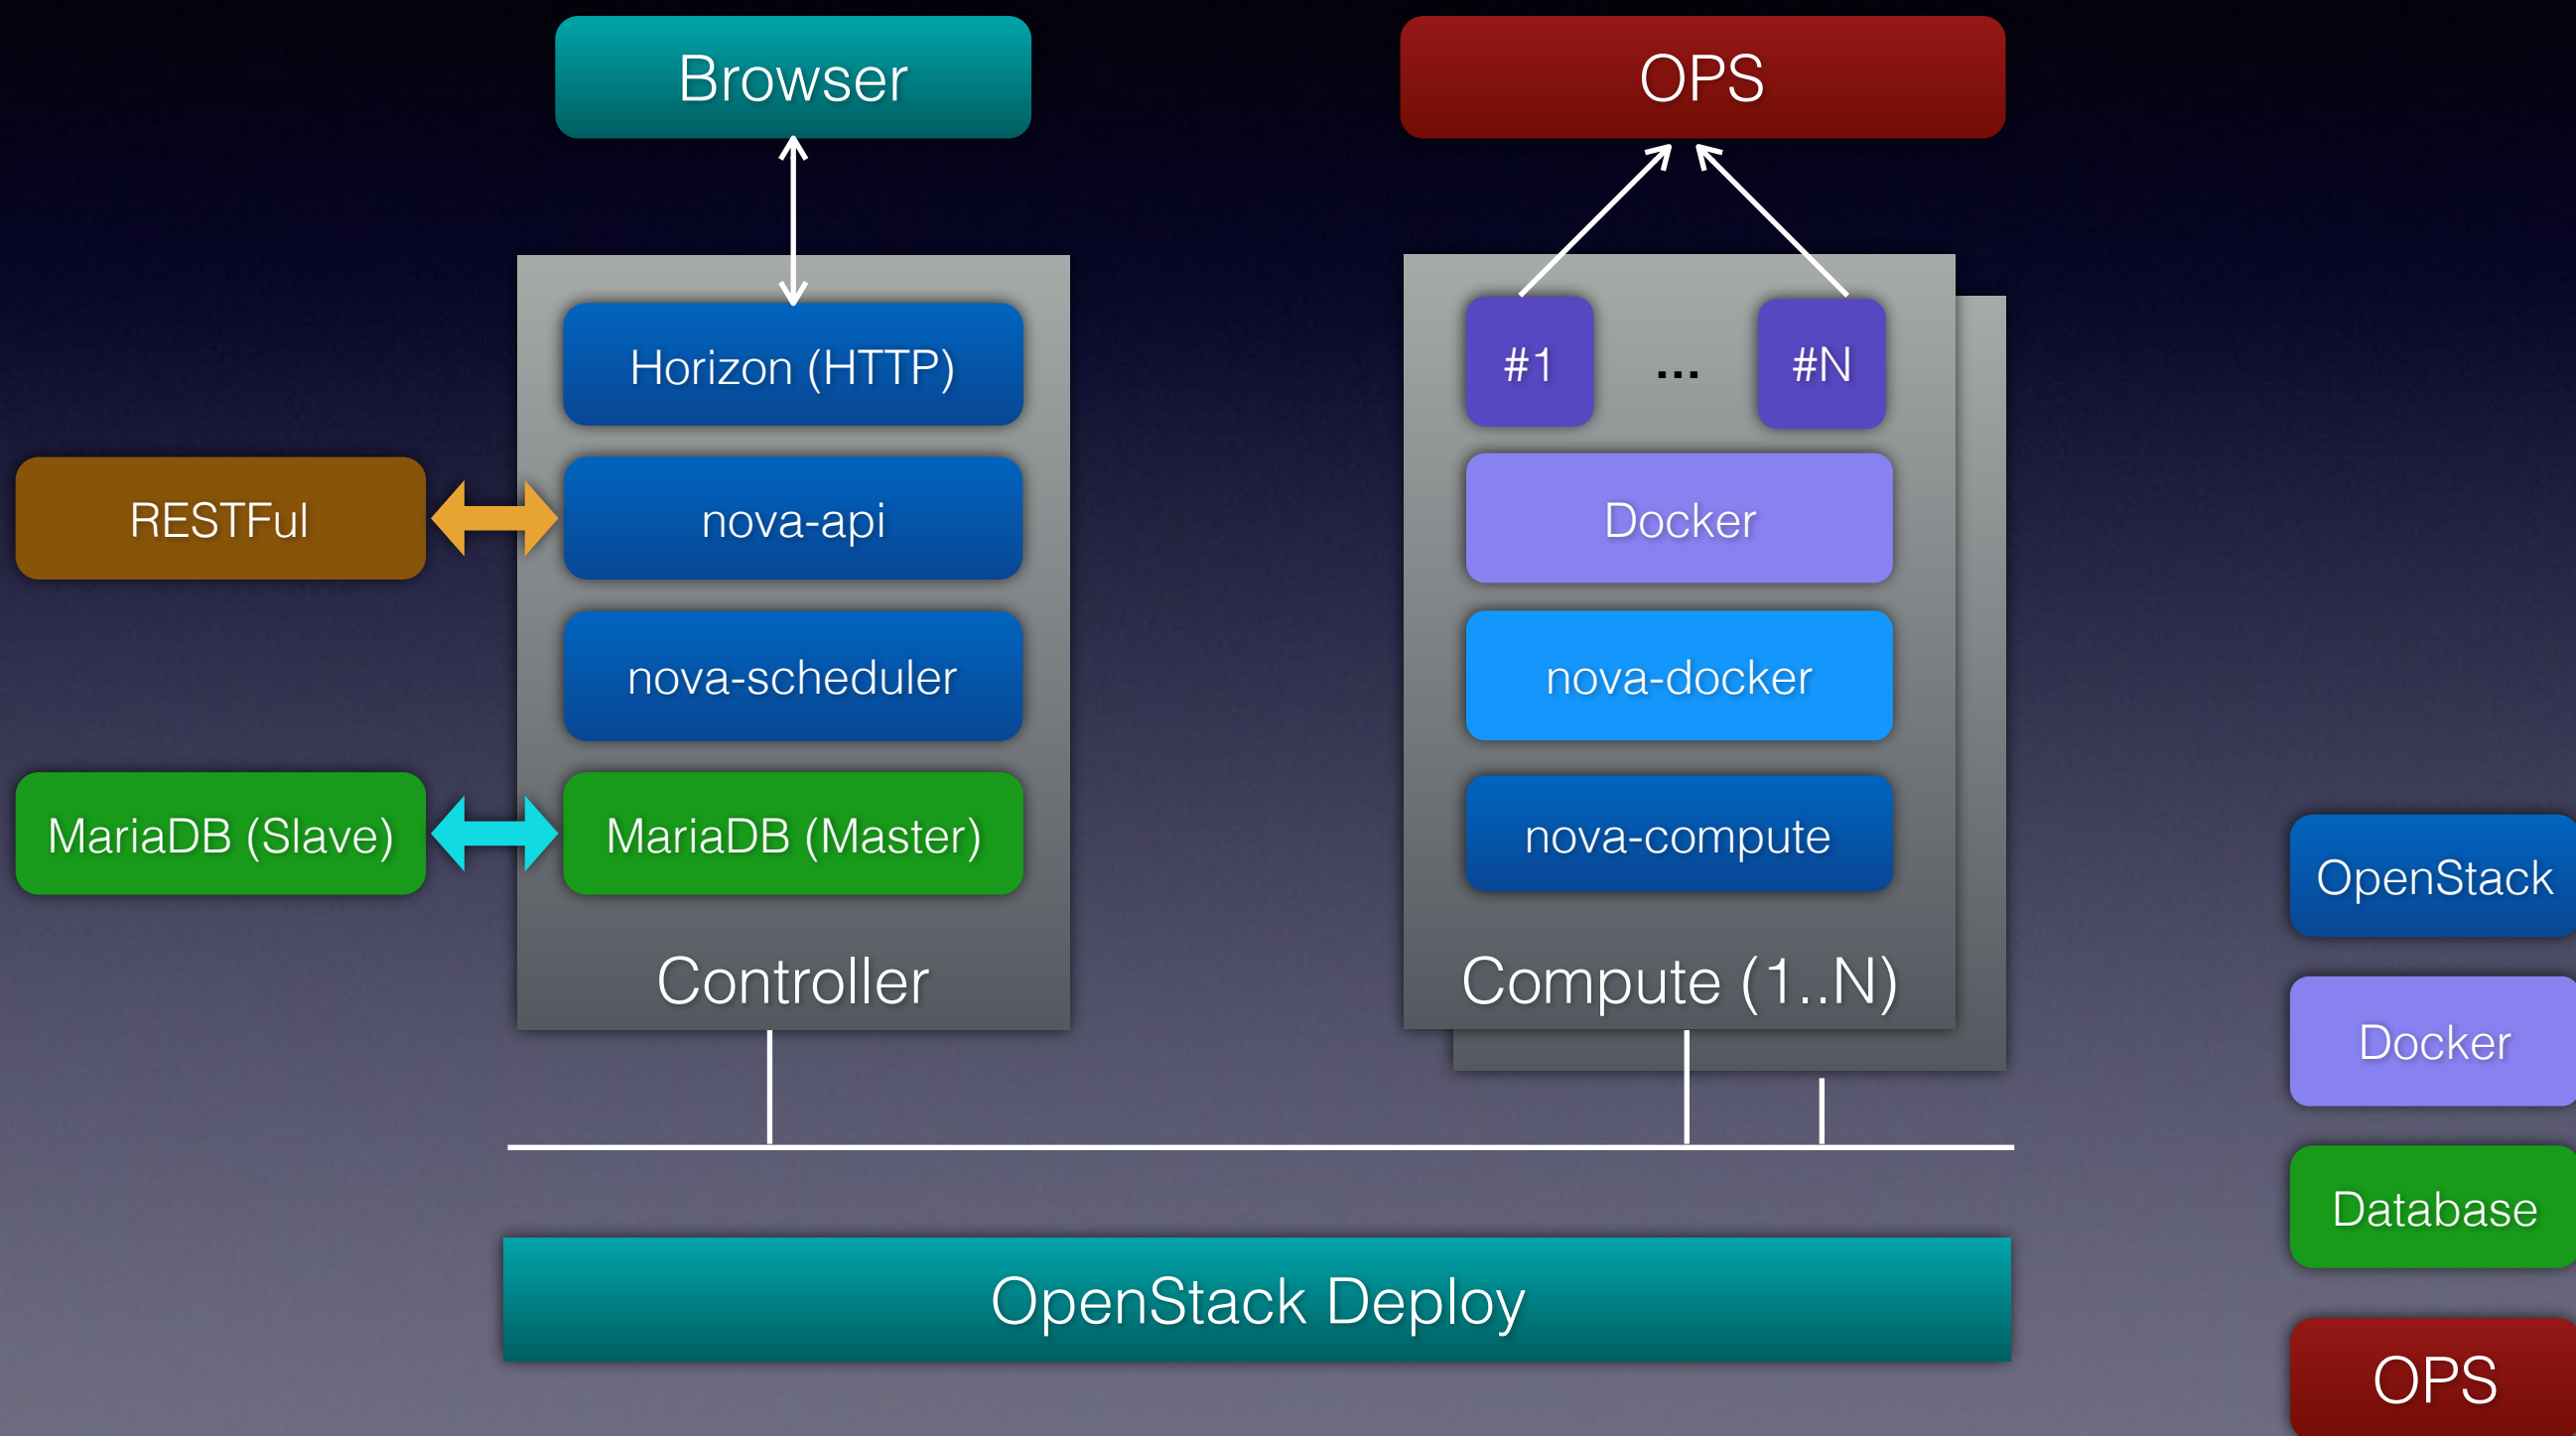 Browser
OPS
Horizon (HTTP)
#1
...
#N
RESTFul
nova-api
Docker
nova-scheduler
nova-docker
MariaDB (Slave)
MariaDB (Master)
nova-compute
Controller
Compute (1..N)
OpenStack Deploy
OpenStack
Docker
Database
OPS